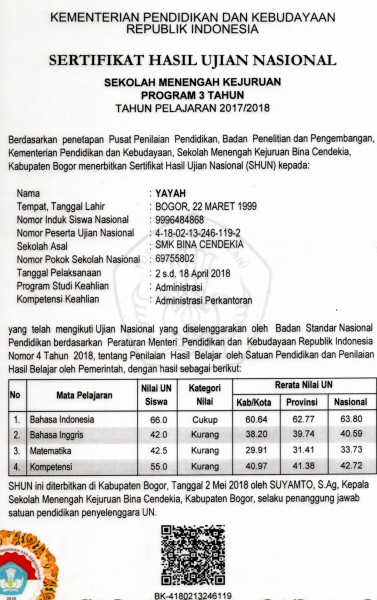 KEMENTERIAN PENDIDIKAN DAN KEBUDAYAAN
REPUBLIK INDONESIA
SERTIFIKAT HASIL UJIAN NASIONAL
SEKOLAH MENENGAH KEJURUAN
PROGRAM 3 TAHUN
TAHUN PELAJARAN 2017/2018
Berdasarkan penetapan Pusat Penilaian Pendidikan, Badan Penelitian dan Pengembangan,
Kementerian Pendidikan dan Kebudayaan, Sekolah Menengah Kejuruan Bina Cendekia,
Kabupaten Bogor menerbitkan Sertifikat Hasil Ujian Nasional (SHUN) kepada:
Nama : YAYAH
Tempat, Tanggal Lahir : BOGOR, 22 MARET 1999
Nomor Induk Siswa Nasional : 9996484868
Nomor Peserta Ujian Nasional : 4-18-02-13-246-119-2
Sekolah Asal : SMK BINA CENDEKIA
Nomor Pokok Sekolah Nasional : 69755802
Tanggal Pelaksanaan : 2 s.d. 18 April 2018
Program Studi Keahlian : Administrasi
Kompetensi Keahlian : Administrasi Perkantoran
yang telah mengikuti Ujian Nasional yang diselenggarakan oleh Badan Standar Nasional
Pendidikan berdasarkan Peraturan Menteri Pendidikan dan Kebudayaan Republik Indonesia
Nomor 4 Tahun 2018, tentang Penilaian Hasil Belajar oleh Satuan Pendidikan dan Penilaian
Hasil Belajar oleh Pemerintah, dengan hasil sebagai berikut:
No Mata Pelajaran Nilai UN Siswa Kategori Nilai Rerata Nilai UN
Kab/Kota Provinsi Nasional
1. Bahasa Indonesia 66.0 Cukup 60.64 62.77 63.80
2. Bahasa Inggris 42.0 Kurang 38.20 39.74 40.59
3. Matematika 42.5 Kurang 29.91 31.41 33.73
4. Kompetensi 55.0 Kurang 40.97 41.38 42.72
SHUN ini diterbitkan di Kabupaten Bogor, Tanggal 2 Mei 2018 oleh SUYAMTO, S.Ag, Kepala
Sekolah Menengah Kejuruan Bina Cendekia, Kabupaten Bogor, selaku penanggung jawab
satuan pendidikan penyelenggara UN.
BK-4180213246119